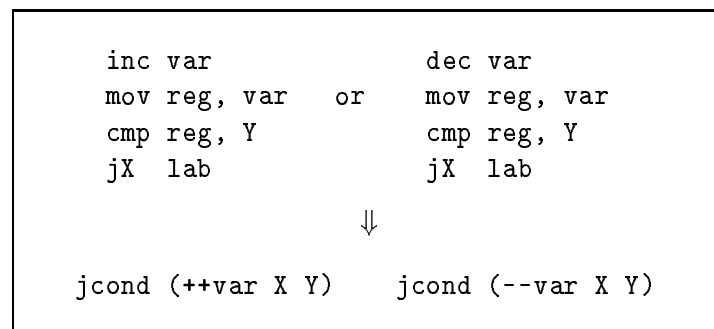 inc var dec var
mov reg, var or mov reg, var
cmp reg, Y cmp reg, Y
jX lab jX lab
⇓
jcond (++var X Y) jcond (--var X Y)